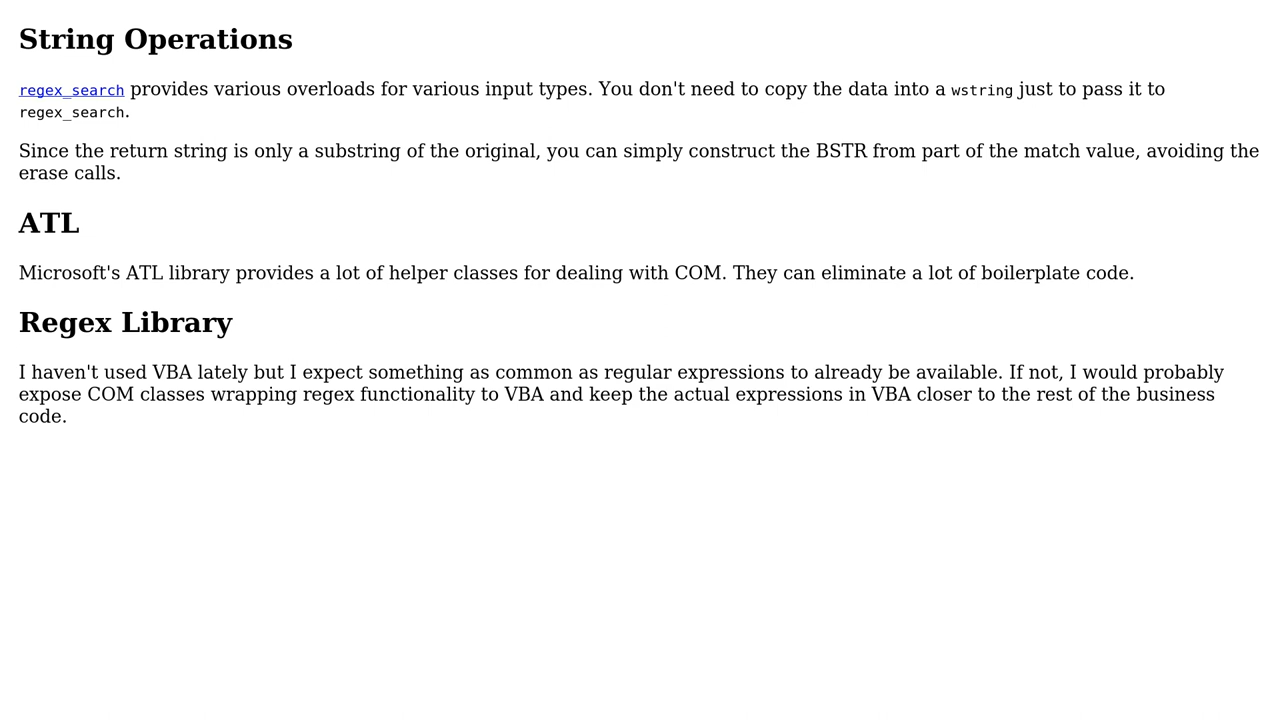 String Operations
regex_search provides various overloads for various input types. You don't need to copy the data into a wstring just to pass it to
regex_search.
Since the return string is only a substring of the original, you can simply construct the BSTR from part of the match value, avoiding the
erase calls.
ATL
Microsoft's ATL library provides a lot of helper classes for dealing with COM. They can eliminate a lot of boilerplate code.
Regex Library
I haven't used VBA lately but I expect something as common as regular expressions to already be available. If not, I would probably
expose COM classes wrapping regex functionality to VBA and keep the actual expressions in VBA closer to the rest of the business
code.